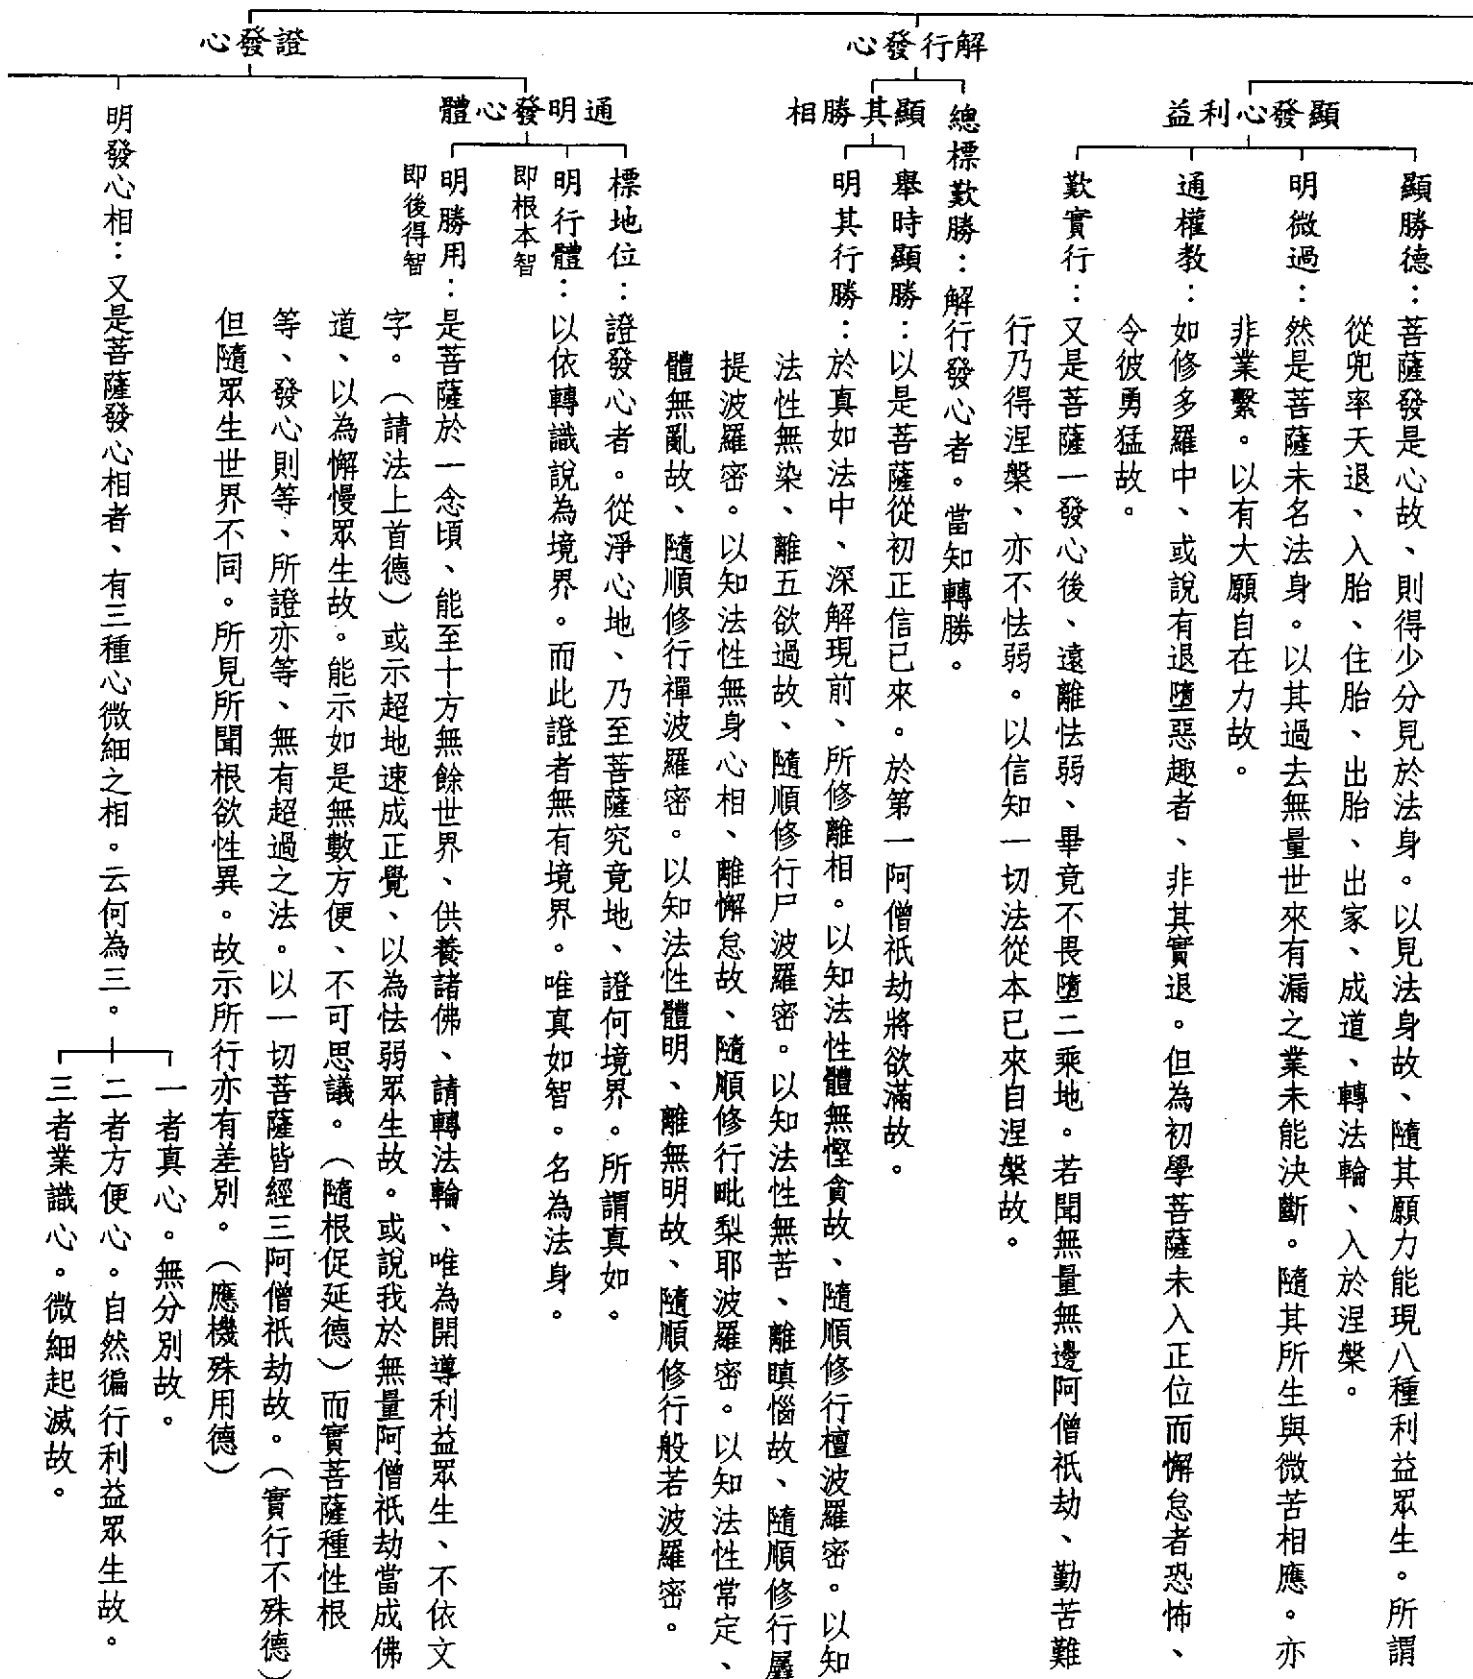 顯發心利益
顯勝德：菩薩發是心故、則得少分見於法身。以見法身故、隨其願力能現八種利益眾生。所謂
從兜率天退、入胎、住胎、出胎、出家、成道、轉法輪、入於涅槃。
明微過：然是菩薩未名法身。以其過去無量世來有漏之業未能決斷。隨其所生與微苦相應。亦
非業繫。以有大願自在力故。
通權教：如修多羅中、或說有退墮惡趣者、非其實退。但為初學菩薩未入正位而懈怠者恐怖、
令彼勇猛故。
歎實行：又是菩薩一發心後、遠離怯弱、畢竟不畏墮二乘地。若聞無量無邊阿僧祇劫、勤苦難
行乃得涅槃、亦不怯弱。以信知一切法從本已來自涅槃故。
解行發心
總標歎勝：解行發心者。當知轉勝。
顯其勝相
舉時顯勝：以是菩薩從初正信已來。於第一阿僧祇劫將欲滿故。
明其行勝：於真如法中、深解現前、所修離相。以知法性體無慳貪故、隨順修行檀波羅密。以知
法性無染、離五欲過故、隨順修行尸波羅密。以知法性無苦、離瞋惱故、隨順修行羼
提波羅密。以知法性無身心相、離懈怠故、隨順修行毗梨耶波羅密。以知法性常定、
體無亂故、隨順修行禪波羅密。以知法性體明、離無明故、隨順修行般若波羅密。
證發心
通明發心體
標地位：證發心者。從淨心地、乃至菩薩究竟地、證何境界。所謂真如。
明行體：以依轉識說為境界。而此證者無有境界。唯真如智。名為法身。
即根本智
明勝用：是菩薩於一念頃、能至十方無餘世界、供養諸佛、請轉法輪、唯為開導利益眾生、不依文
即後得智
字。（請法上首德）或示超地速成正覺、以為怯弱眾生故。或說我於無量阿僧祇劫當成佛
道、以為懈慢眾生故。能示如是無數方便、不可思議。（隨根促延德）而實菩薩種性根
等、發心則等、所證亦等、無有超過之法。以一切菩薩皆經三阿僧祇劫故。（實行不殊德）
但隨眾生世界不同。所見所聞根欲性異。故示所行亦有差別。（應機殊用德）
明發心相：又是菩薩發心相者、有三種心微細之相。云何為三。
一者真心。無分別故。
二者方便心。自然徧行利益眾生故。
三者業識心。微細起滅故。